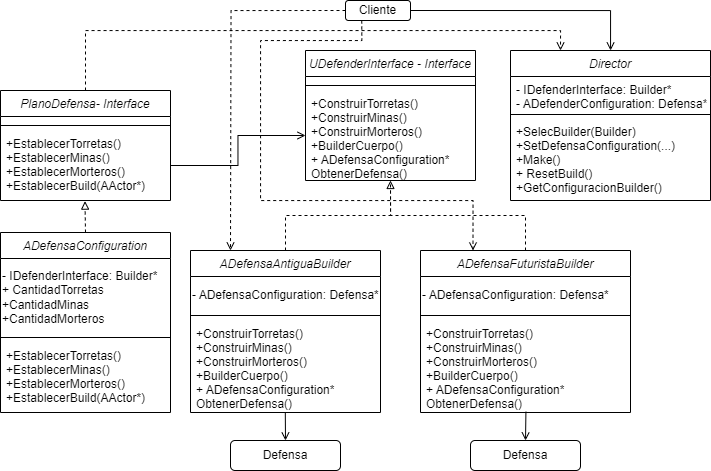 Cliente
PlanoDefensa- Interface
+EstablecerTorretas()
+EstablecerMinas()
+EstablecerMorteros()
+EstablecerBuild(AActor*)
UDefenderInterface - Interface
+ConstruirTorretas()
+ConstruirMinas()
+ConstruirMorteros()
+BuilderCuerpo()
+ ADefensaConfiguration*
ObtenerDefensa()
Director
- IDefenderInterface: Builder*
- ADefenderConfiguration: Defensa*
+SelecBuilder(Builder)
+SetDefensaConfiguration(...)
+Make()
+ ResetBuild()
+GetConfiguracionBuilder()
ADefensaConfiguration
- IDefenderInterface: Builder*
+ CantidadTorretas
+CantidadMinas
+CantidadMorteros
+EstablecerTorretas()
+EstablecerMinas()
+EstablecerMorteros()
+EstablecerBuild(AActor*)
ADefensaAntiguaBuilder
- ADefensaConfiguration: Defensa*
+ConstruirTorretas()
+ConstruirMinas()
+ConstruirMorteros()
+BuilderCuerpo()
+ ADefensaConfiguration*
ObtenerDefensa()
ADefensaFuturistaBuilder
- ADefensaConfiguration: Defensa*
+ConstruirTorretas()
+ConstruirMinas()
+ConstruirMorteros()
+BuilderCuerpo()
+ ADefensaConfiguration*
ObtenerDefensa()
Defensa
Defensa